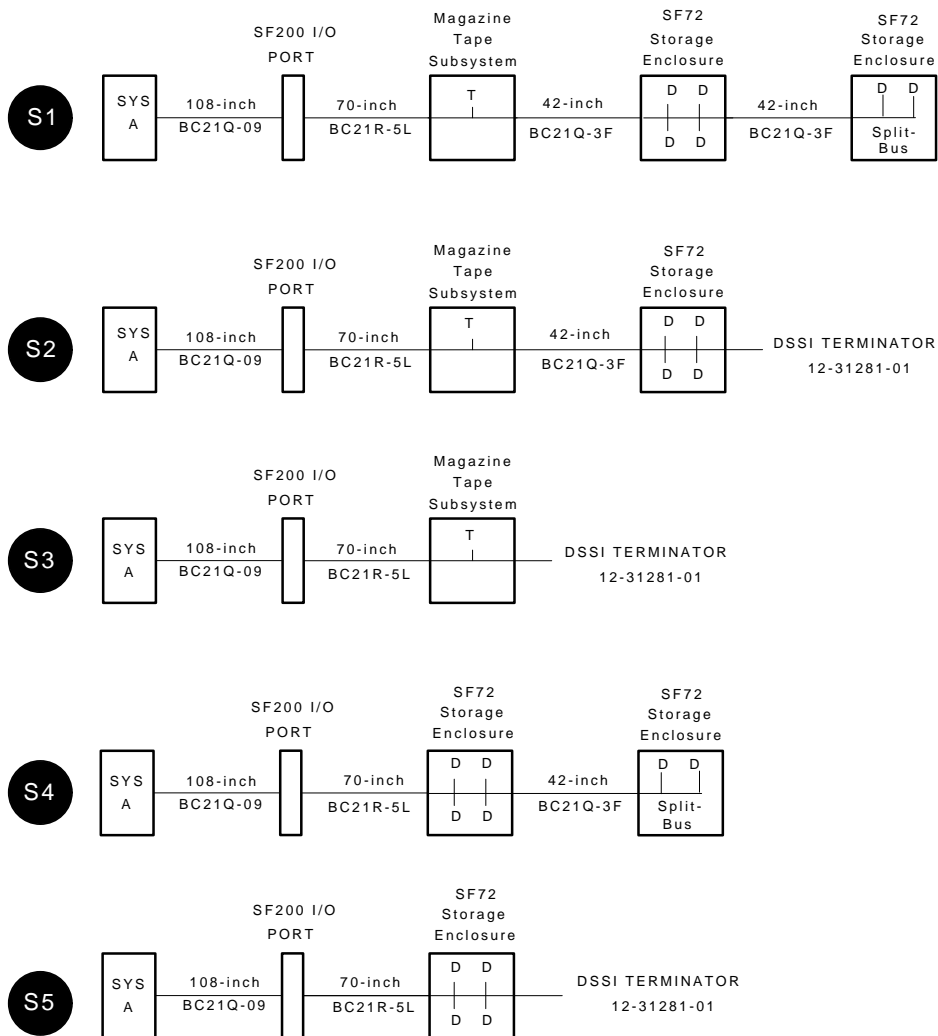 SF200 I/O
PORT
Magazine
Tape
Subsystem
SF72
Storage
Enclosure
SF72
Storage
Enclosure
S1
SYS
A
108-inch
BC21Q-09
70-inch
BC21R-5L
T
42-inch
BC21Q-3F
D D
D D
42-inch
BC21Q-3F
D D
Split-
Bus
SF200 I/O
PORT
Magazine
Tape
Subsystem
SF72
Storage
Enclosure
S2
SYS
A
108-inch
BC21Q-09
70-inch
BC21R-5L
T
42-inch
BC21Q-3F
D D
D D
DSSI TERMINATOR
12-31281-01
SF200 I/O
PORT
Magazine
Tape
Subsystem
S3
SYS
A
108-inch
BC21Q-09
70-inch
BC21R-5L
T
DSSI TERMINATOR
12-31281-01
SF200 I/O
PORT
SF72
Storage
Enclosure
SF72
Storage
Enclosure
S4
SYS
A
108-inch
BC21Q-09
70-inch
BC21R-5L
D D
D D
42-inch
BC21Q-3F
D D
Split-
Bus
SF200 I/O
PORT
SF72
Storage
Enclosure
S5
SYS
A
108-inch
BC21Q-09
70-inch
BC21R-5L
D D
D D
DSSI TERMINATOR
12-31281-01